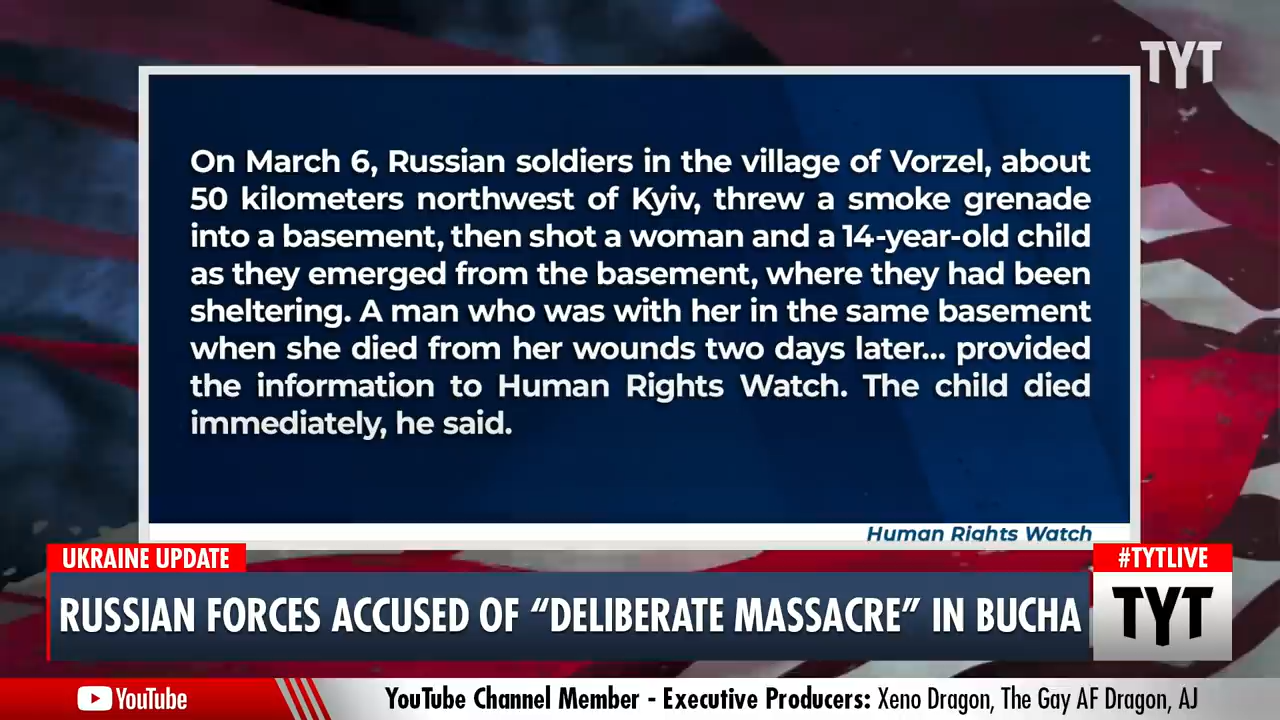 TYT
On March 6, Russian soldiers in the village of Vorzel, about
50 kilometers northwest of Kyiv, threw a smoke grenade
into a basement, then shot a woman and a 14-year-old child
as they emerged from the basement, where they had been
sheltering. A man who was with her in the same basement
when she died from her wounds two days later... provided
the information to Human Rights Watch. The child died
immediately, he said.
Human Rights Watch
UKRAINE UPDATE
#TYTLIVE
RUSSIAN FORCES ACCUSED OF “DELIBERATE MASSACRE” IN BUCHA
TYT
YouTube
YouTube Channel Member - Executive Producers: Xeno Dragon, The Gay AF Dragon, AJ